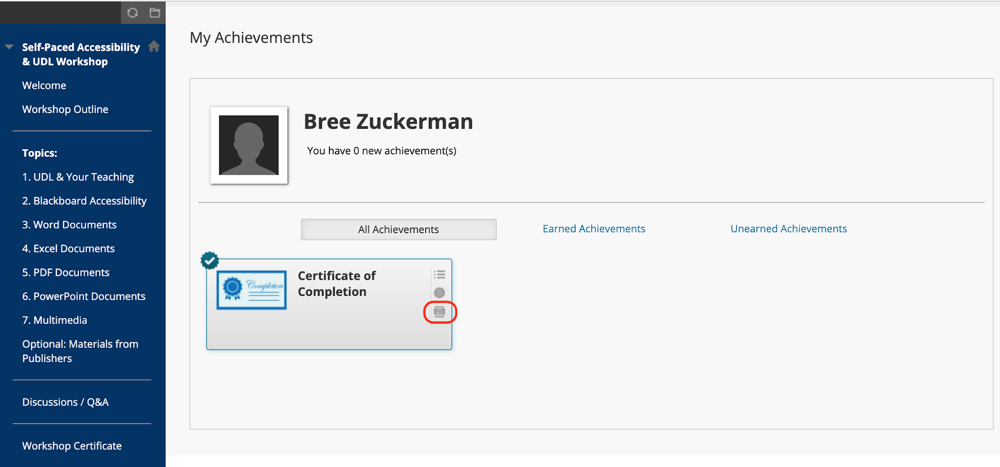 Self-Paced Accessibility
& UDL Workshop
Welcome
Workshop Outline
Topics:
1. UDL & Your Teaching
2. Blackboard Accessibility
3. Word Documents
4. Excel Documents
5. PDF Documents
6. PowerPoint Documents
7. Multimedia
Optional: Materials from
Publishers
Discussions / Q&A
Workshop Certificate
My Achievements
Bree Zuckerman
You have 0 new achievement(s)
All Achievements
Earned Achievements
Unearned Achievements
Completion
Certificate of
Completion